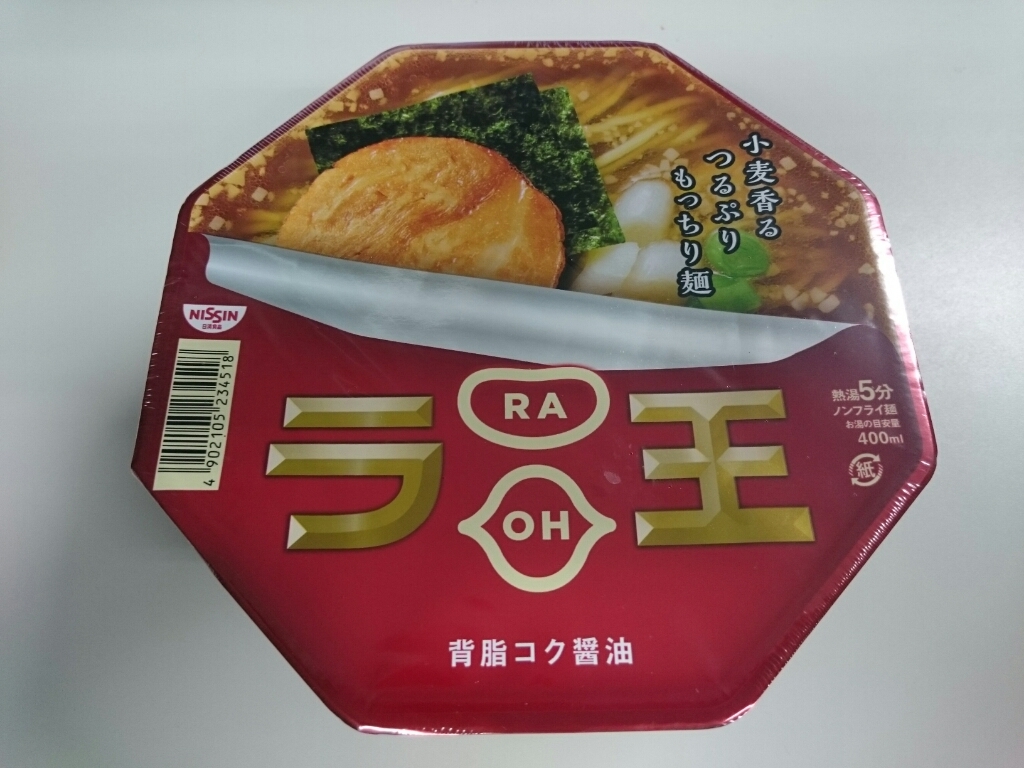 小麦香る
つるぷり
もっちり麺
NISSIN
日清食品
4 902105 234518
RA
OH
ラ王
熱湯5分
ノンフライ麺
お湯の目安量
400ml
紙
背脂コク醤油